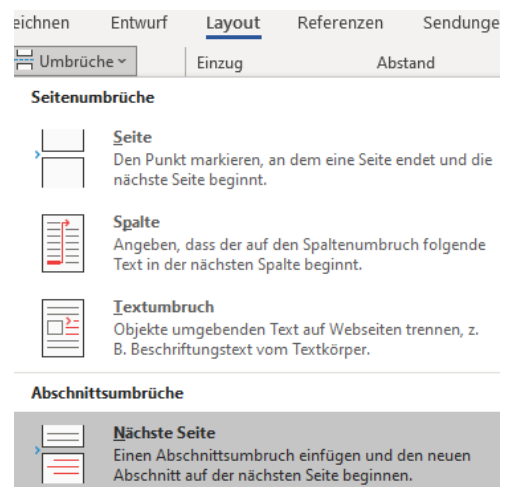 eichnen Entwurf Layout Referenzen Sendunge
Umbrüche Einzug Abstand
Seitenumbrüche
Seite
Den Punkt markieren, an dem eine Seite endet und die
nächste Seite beginnt.
Spalte
Angeben, dass der auf den Spaltenumbruch folgende
Text in der nächsten Spalte beginnt.
Textumbruch
Objekte umgebenden Text auf Webseiten trennen, z.
B. Beschriftungstext vom Textkörper.
Abschnittsumbrüche
Nächste Seite
Einen Abschnittsumbruch einfügen und den neuen
Abschnitt auf der nächsten Seite beginnen.